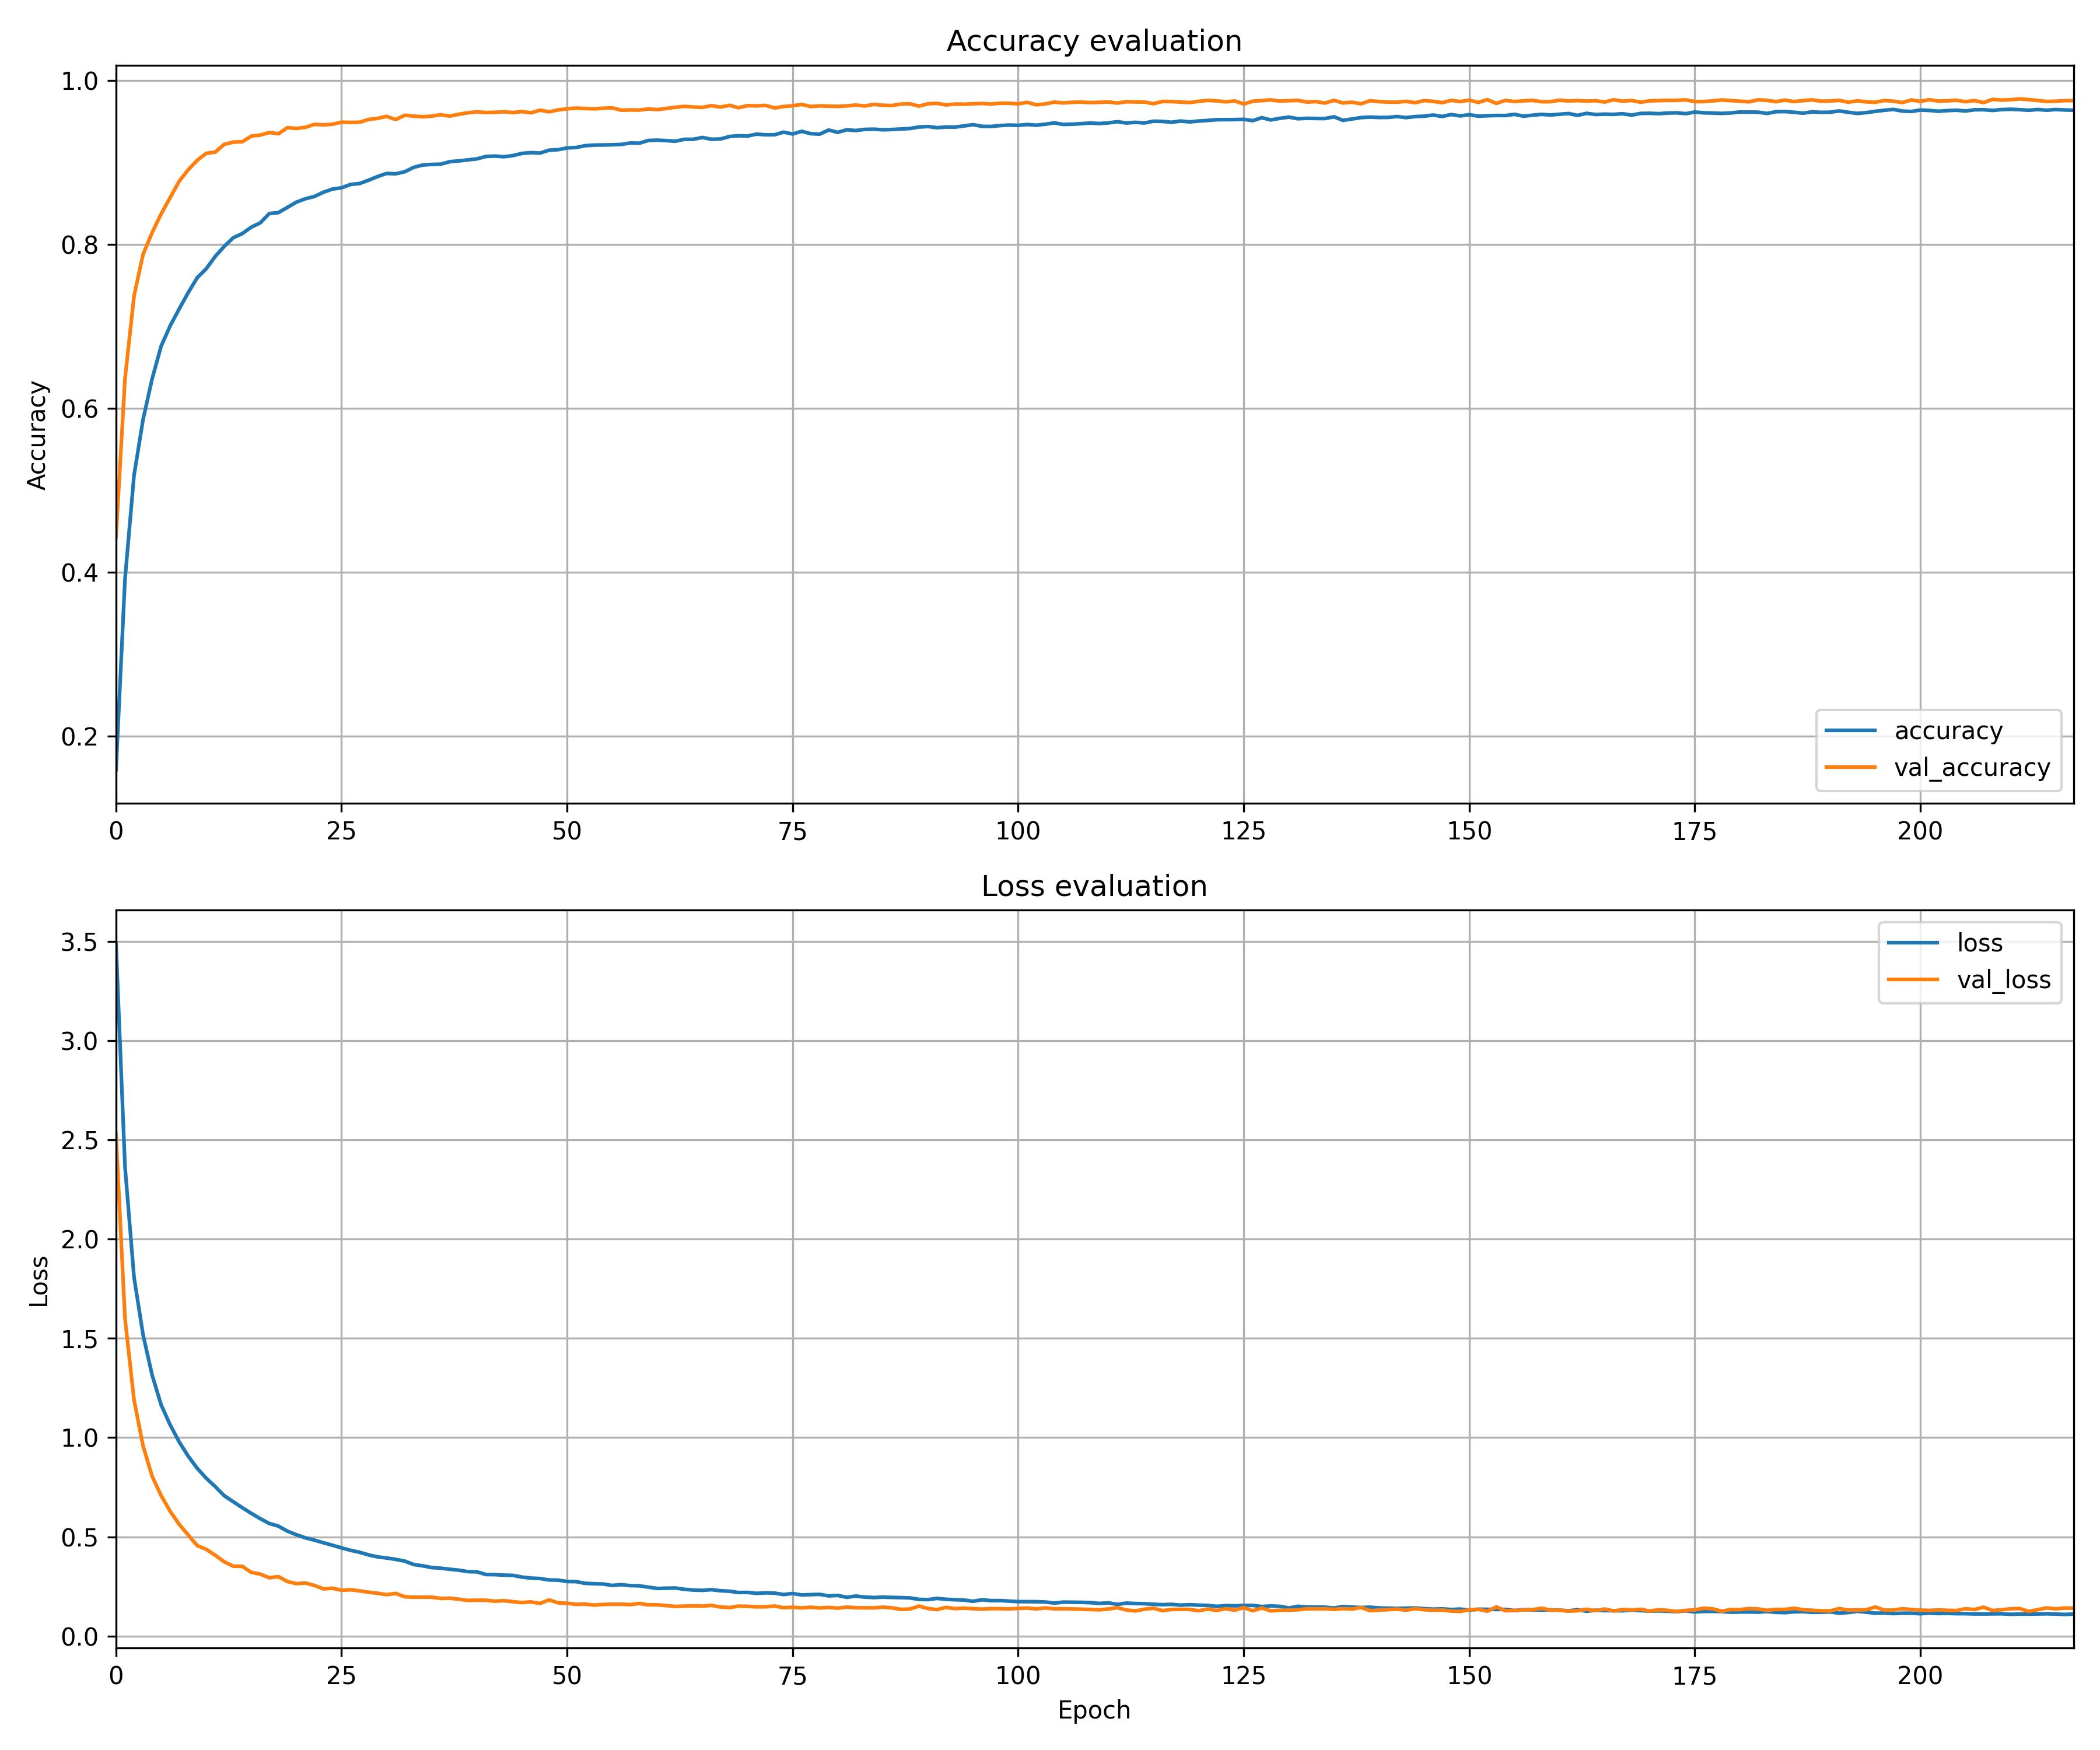 Accuracy evaluation
1.0
0.8
0.6
0.4
0.2
Accuracy
accuracy
val_accuracy
0 25 50 75 100 125 150 175 200
Loss evaluation
3.5
3.0
2.5
2.0
1.5
1.0
0.5
0.0
Loss
loss
val_loss
0 25 50 75 100 125 150 175 200
Epoch